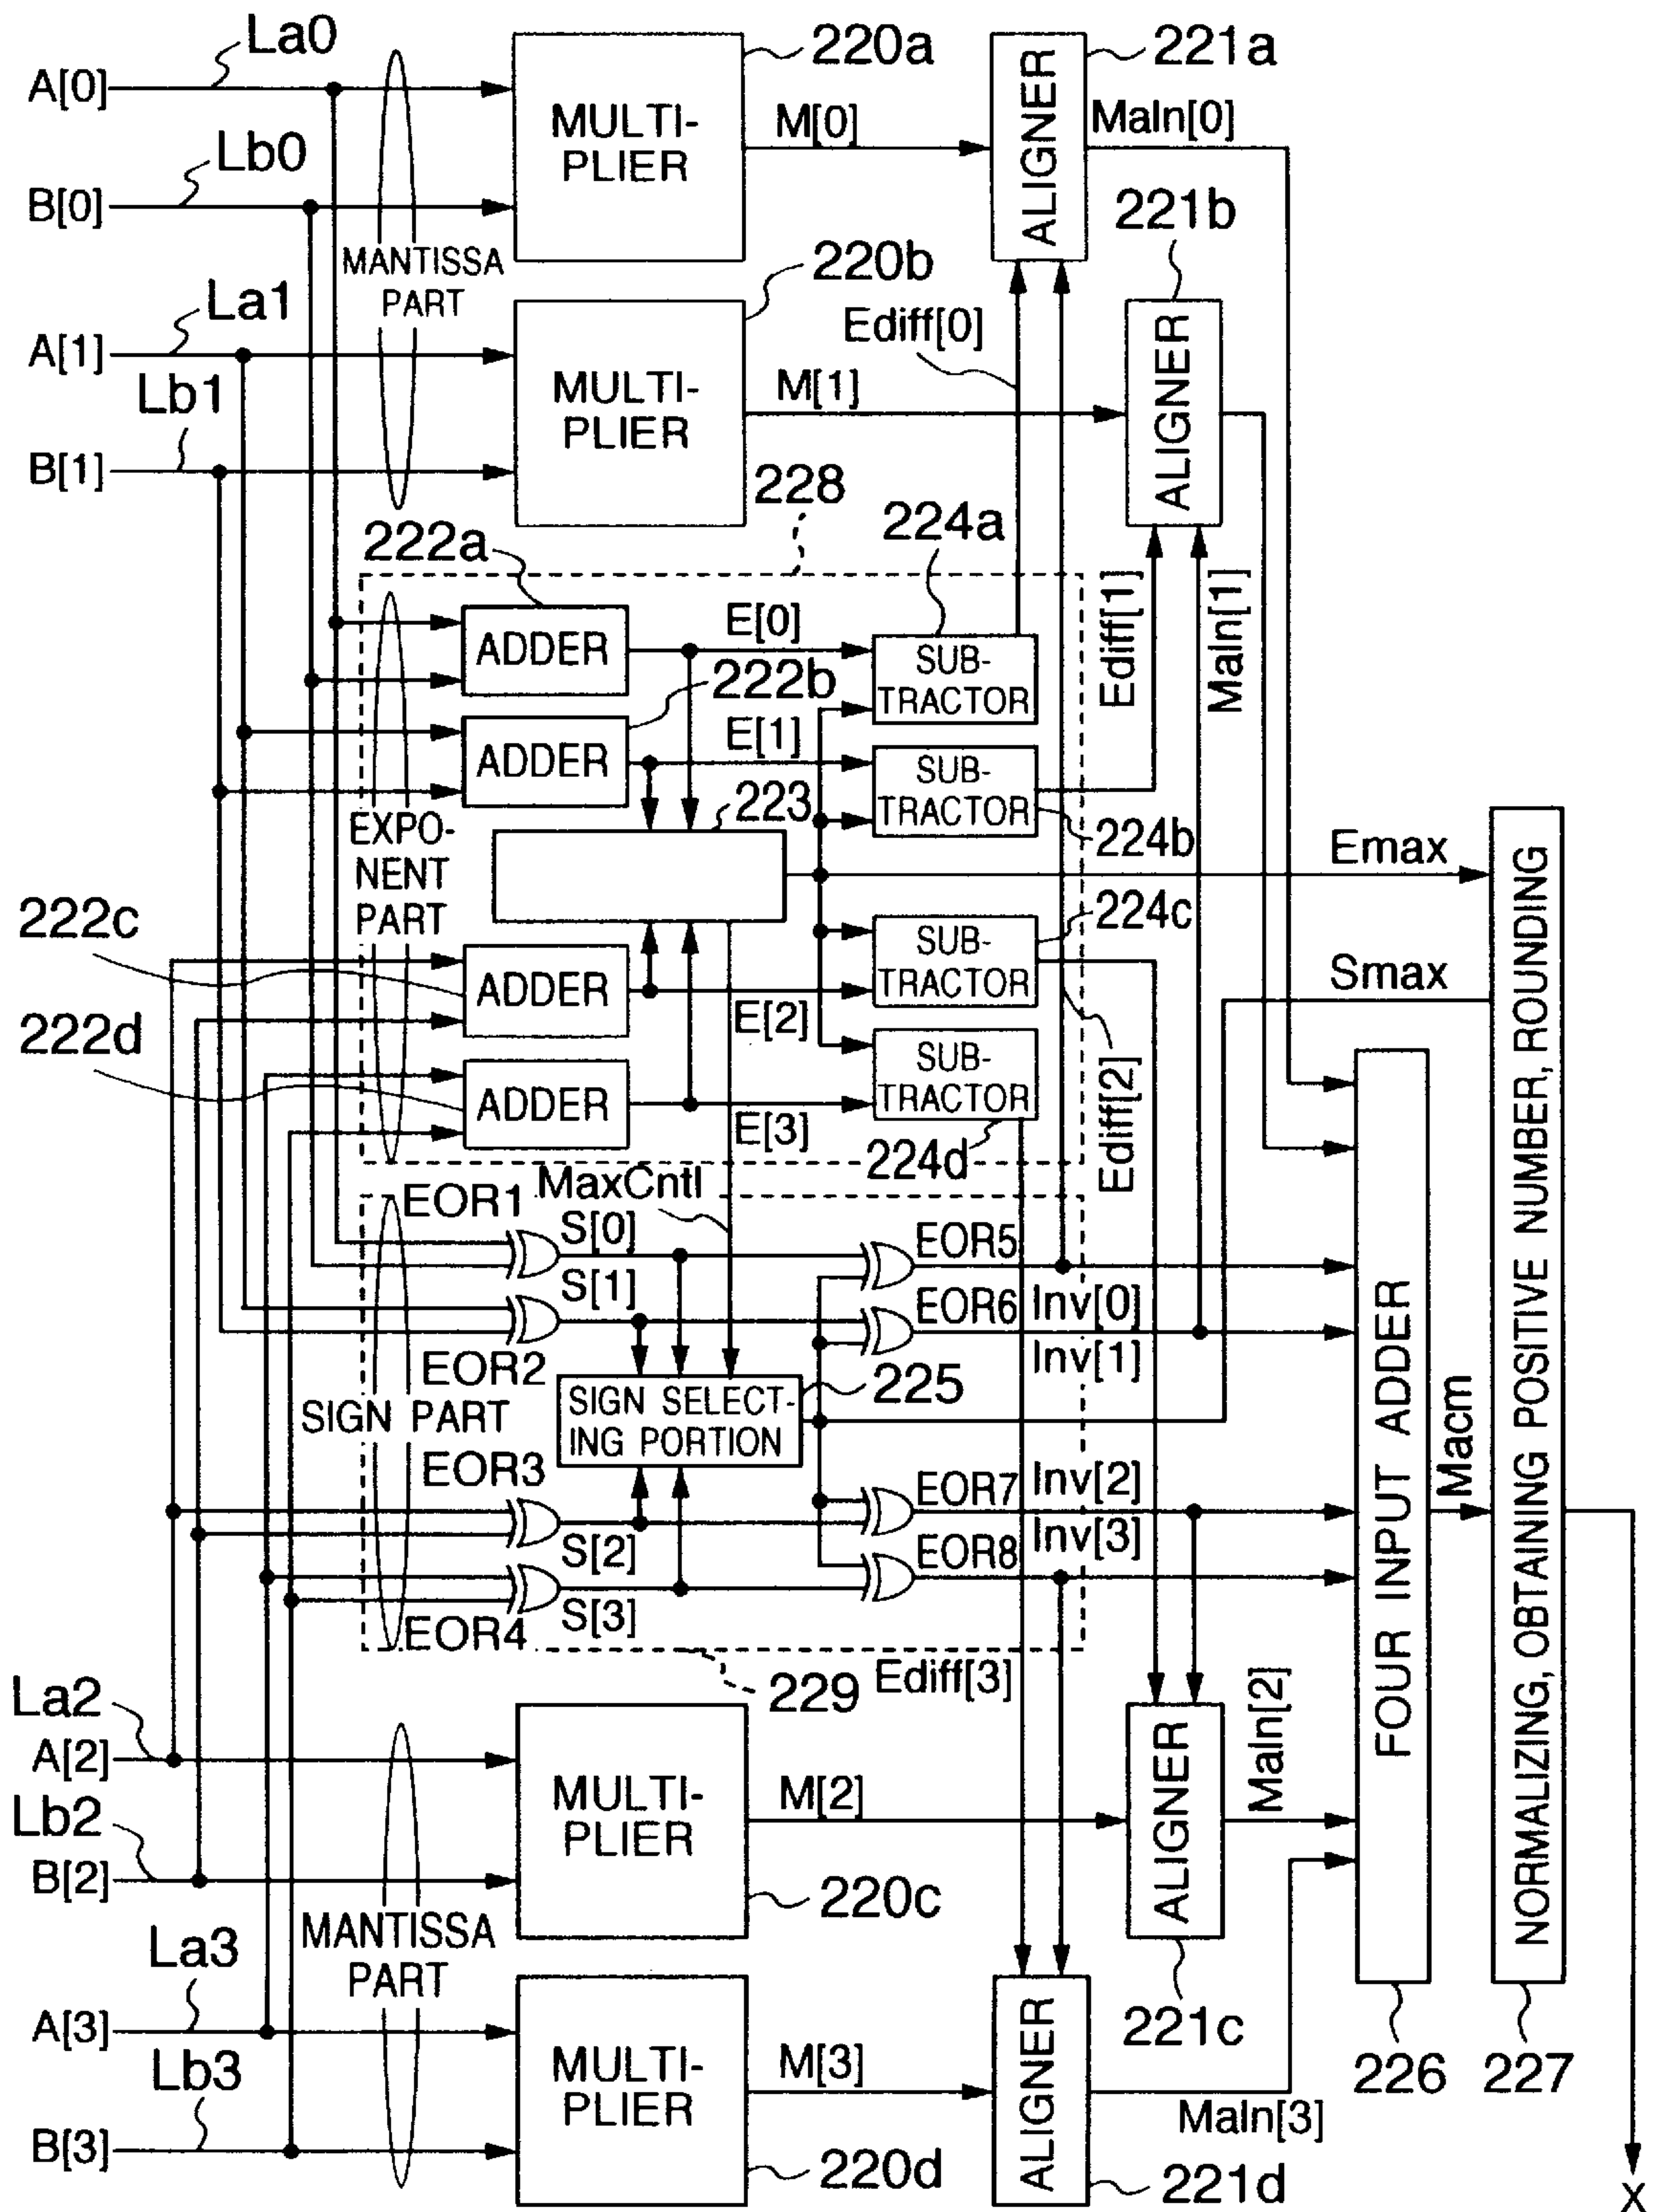 La0
220a
221a
A[0]
MULTI-
PLIER
M[0]
ALIGNER
Maln[0]
Lb0
B[0]
MANTISSA
PART
220b
221b
La1
A[1]
Ediff[0]
MULTI-
PLIER
M[1]
ALIGNER
Lb1
B[1]
228
224a
222a
Ediff[1]
Maln[1]
ADDER
E[0]
SUB-
TRACTOR
222b
ADDER
E[1]
SUB-
TRACTOR
223
224b
EXPO-
NENT
PART
Emax
224c
222c
ADDER
SUB-
TRACTOR
Smax
E[2]
222d
ADDER
SUB-
TRACTOR
E[3]
Ediff[2]
224d
MaxCntl
EOR1
S[0]
EOR5
S[1]
EOR6
Inv[0]
Inv[1]
EOR2
225
SIGN PART
SIGN SELECT-
ING PORTION
EOR3
EOR7
Inv[2]
S[2]
EOR8
Inv[3]
S[3]
EOR4
FOUR INPUT ADDER
Macm
NORMALIZING, OBTAINING POSITIVE NUMBER, ROUNDING
229
Ediff[3]
La2
A[2]
MULTI-
PLIER
M[2]
ALIGNER
Maln[2]
Lb2
B[2]
220c
MANTISSA
PART
La3
A[3]
221c
MULTI-
PLIER
M[3]
ALIGNER
Maln[3]
226
227
Lb3
B[3]
220d
221d
X